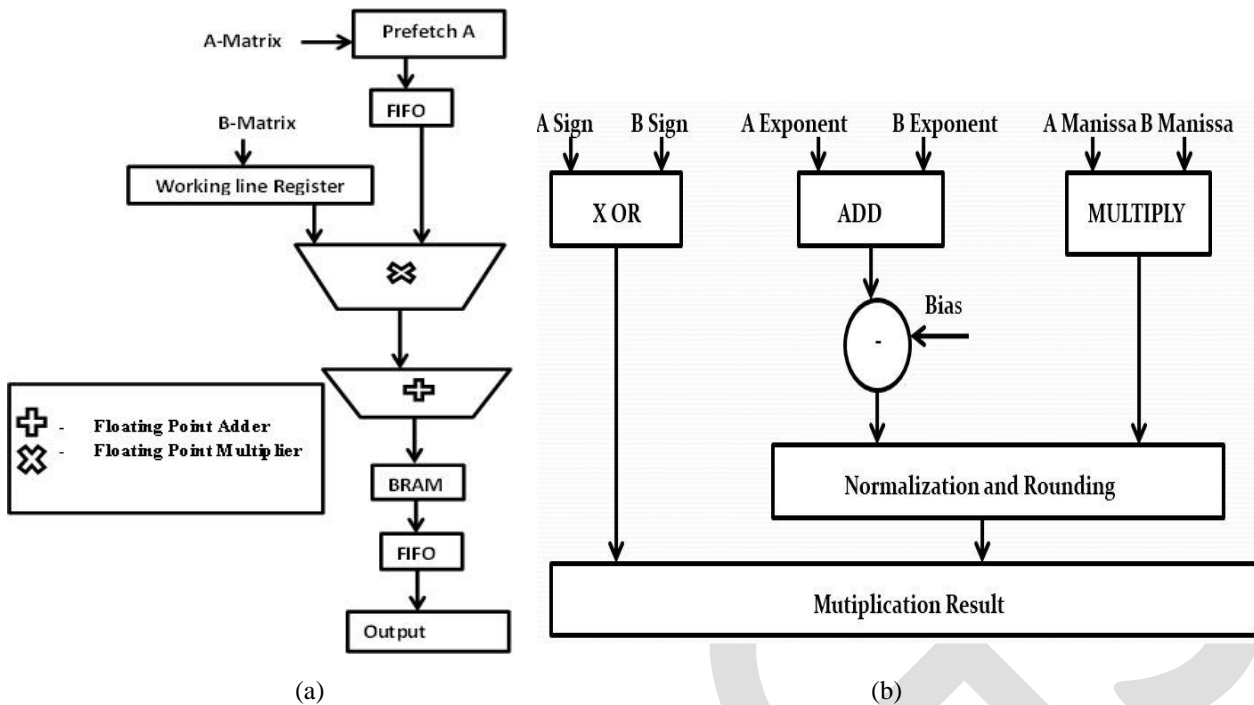 A-Matrix
Prefetch A
FIFO
B-Matrix
Working line Register
- Floating Point Adder
- Floating Point Multiplier
BRAM
FIFO
Output
(a)
A Sign B Sign A Exponent B Exponent A Manissa B Manissa
X OR ADD MULTIPLY
Bias
-
Normalization and Rounding
Mutiplication Result
(b)